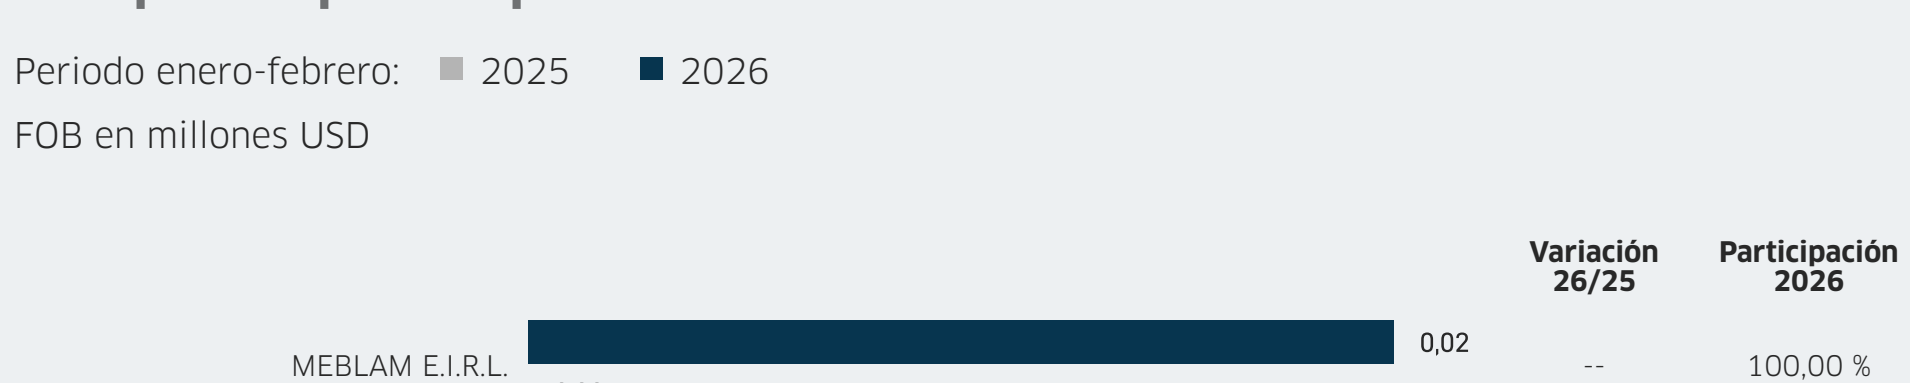 Periodo enero-febrero: 2025 2026
FOB en millones USD
Variación 26/25
Participación 2026
0,02
MEBLAM E.I.R.L. -- 100,00 %